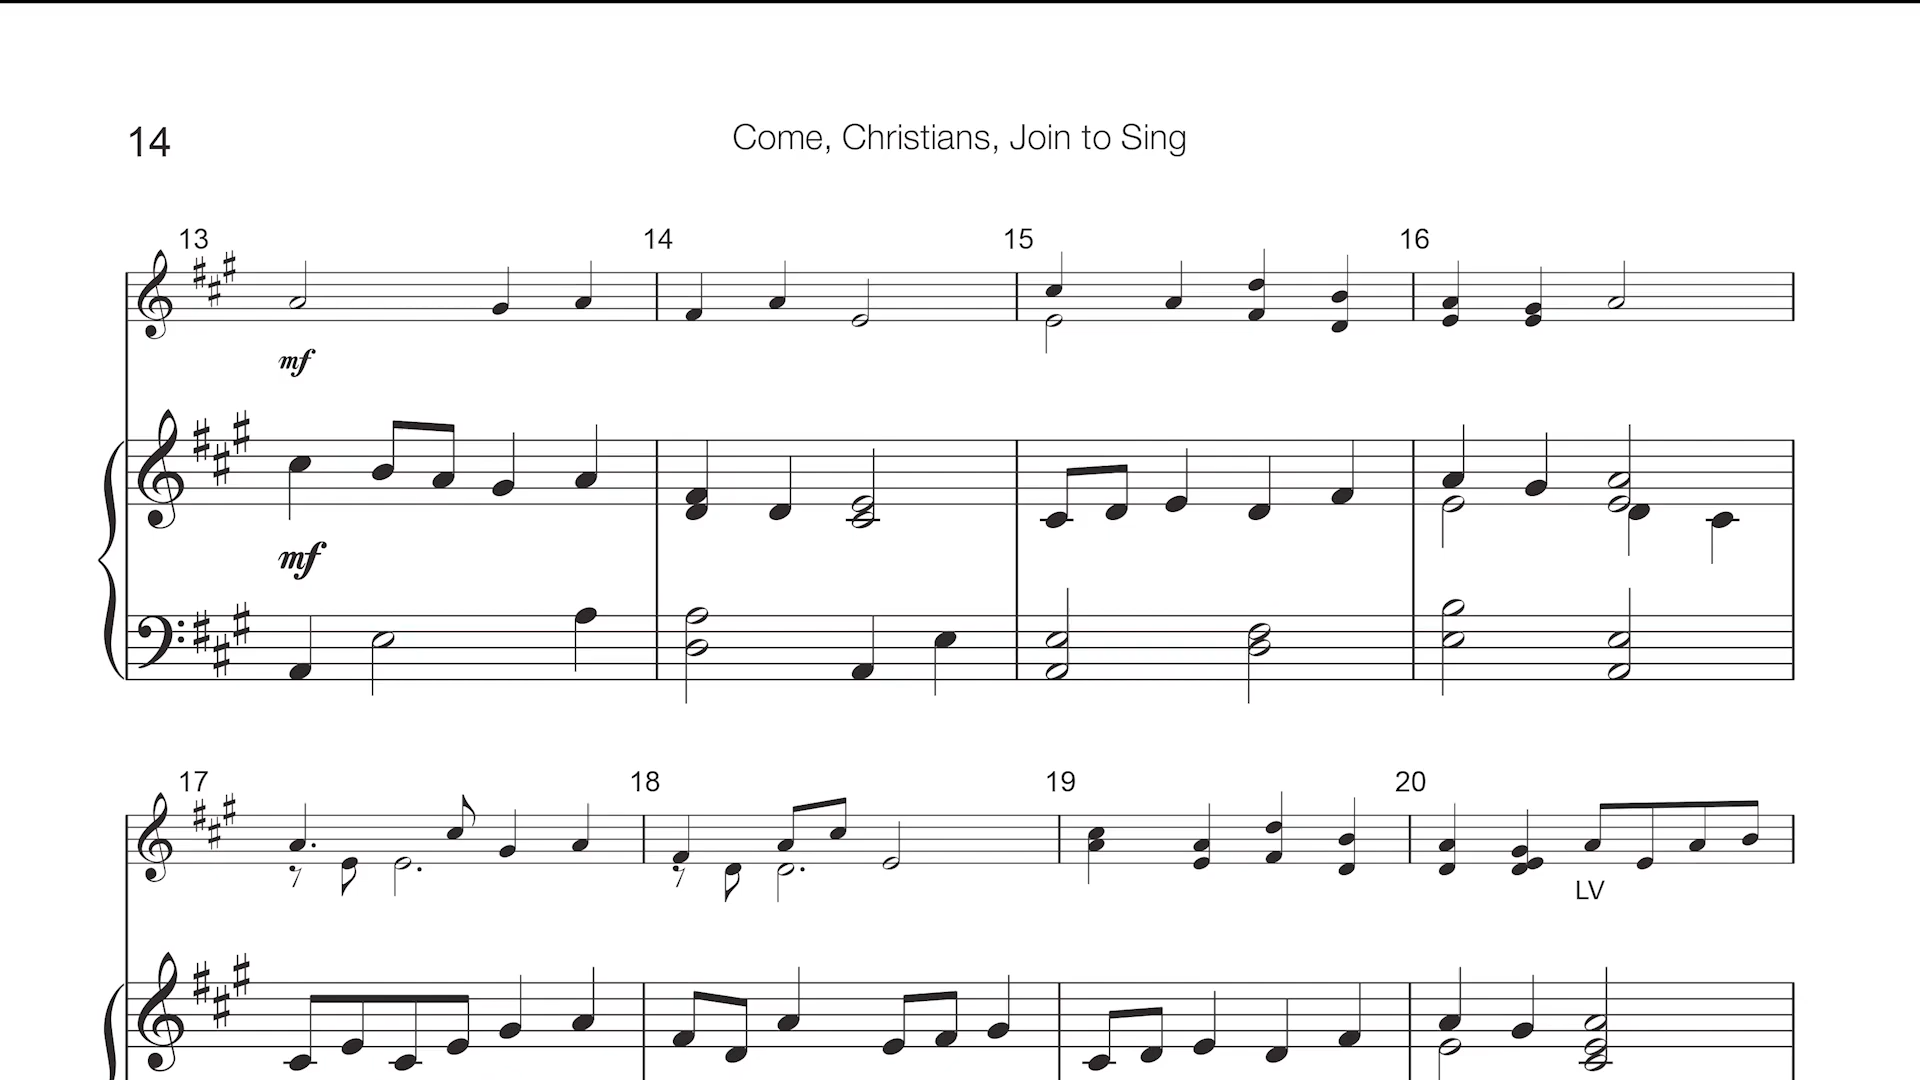 14
Come, Christians, Join to Sing
13 14 15 16
mf
mf
17 18 19 20
LV